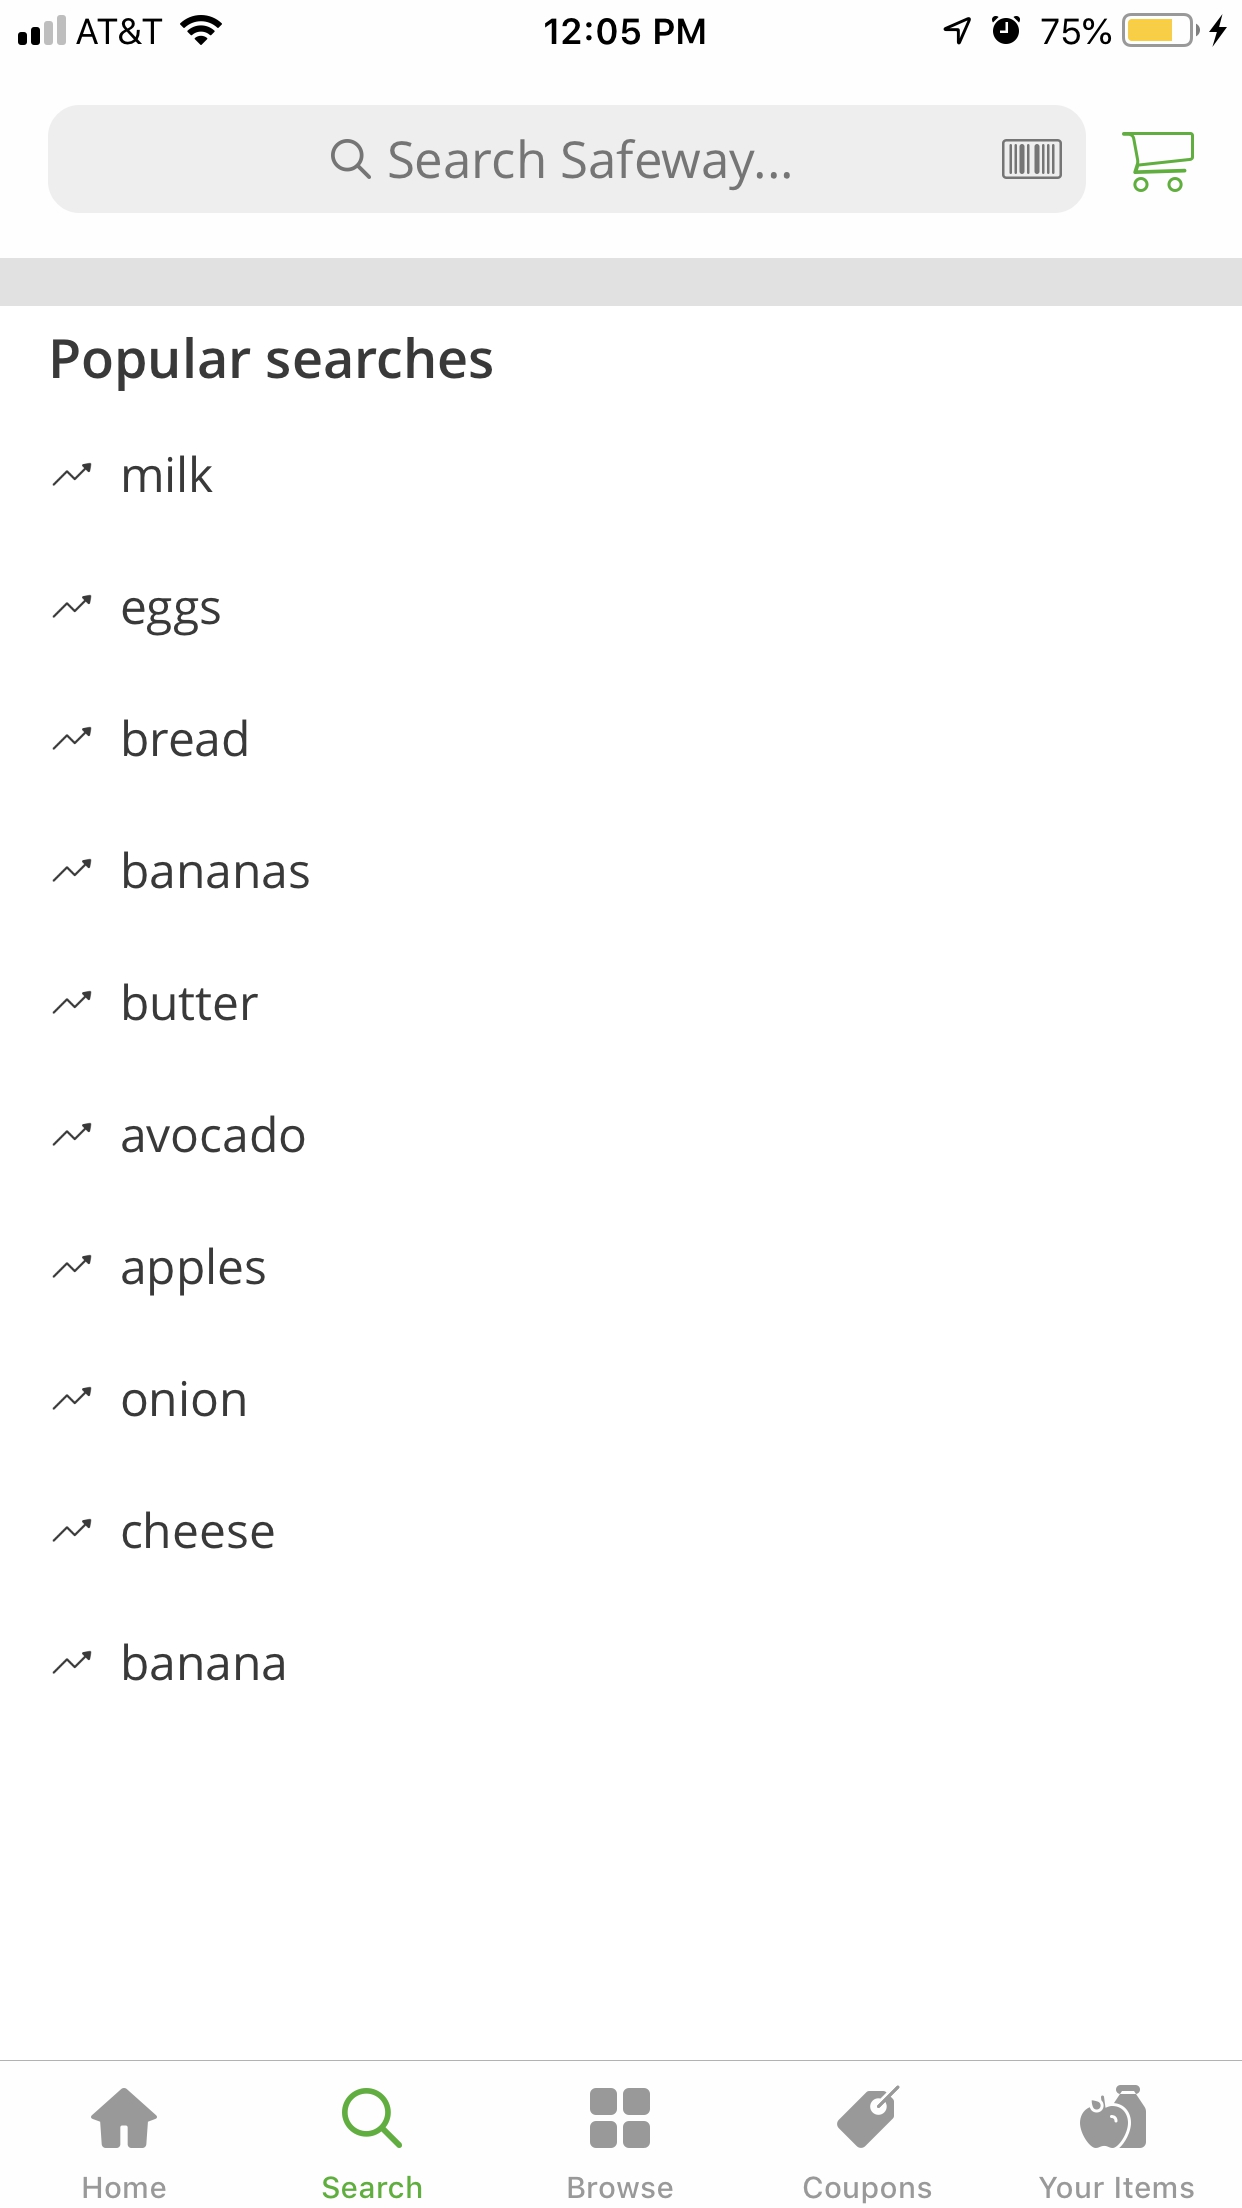 AT&T 12:05 PM 75%
Search Safeway...
Popular searches
milk
eggs
bread
bananas
butter
avocado
apples
onion
cheese
banana
Home Search Browse Coupons Your Items